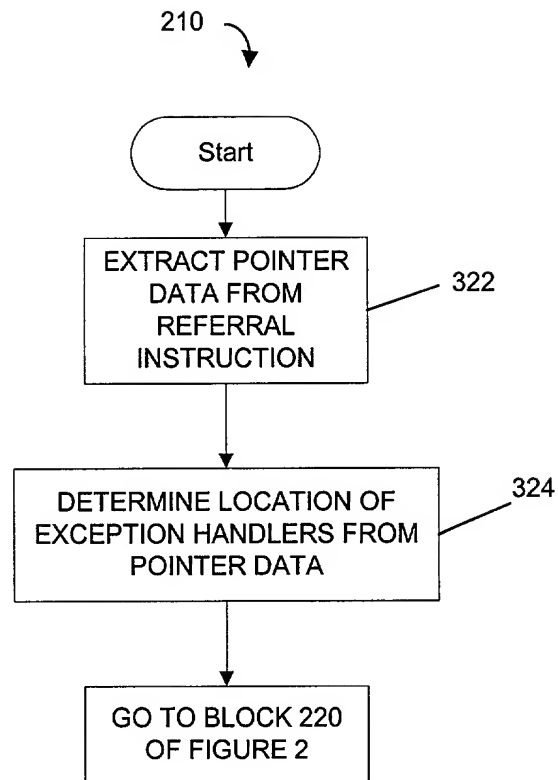 210
Start
EXTRACT POINTER
DATA FROM
REFERRAL
INSTRUCTION
322
DETERMINE LOCATION OF
EXCEPTION HANDLERS FROM
POINTER DATA
324
GO TO BLOCK 220
OF FIGURE 2